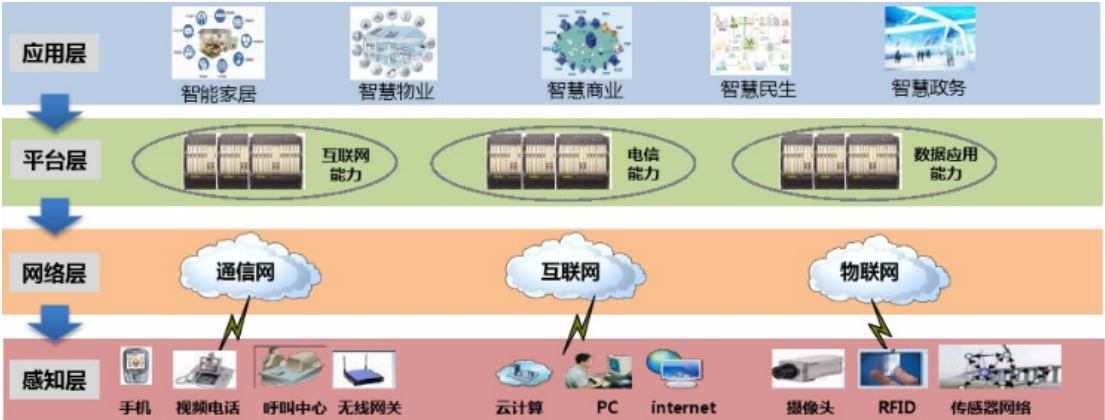 应用层
智能家居
智慧物业
智慧商业
智慧民生
智慧政务
平台层
互联网
能力
电信
能力
数据应用
能力
网络层
通信网
互联网
物联网
感知层
手机
视频电话
呼叫中心
无线网关
云计算
PC
internet
摄像头
RFID
传感器网络